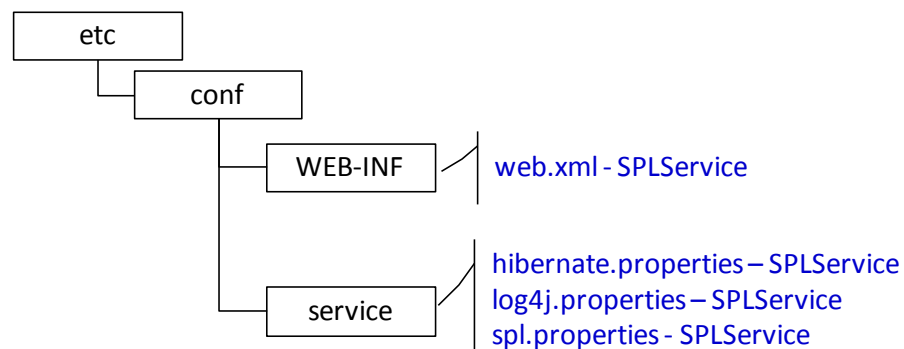 etc
conf
WEB-INF
web.xml - SPLService
hibernate.properties – SPLService
log4j.properties – SPLService
service
spl.properties - SPLService